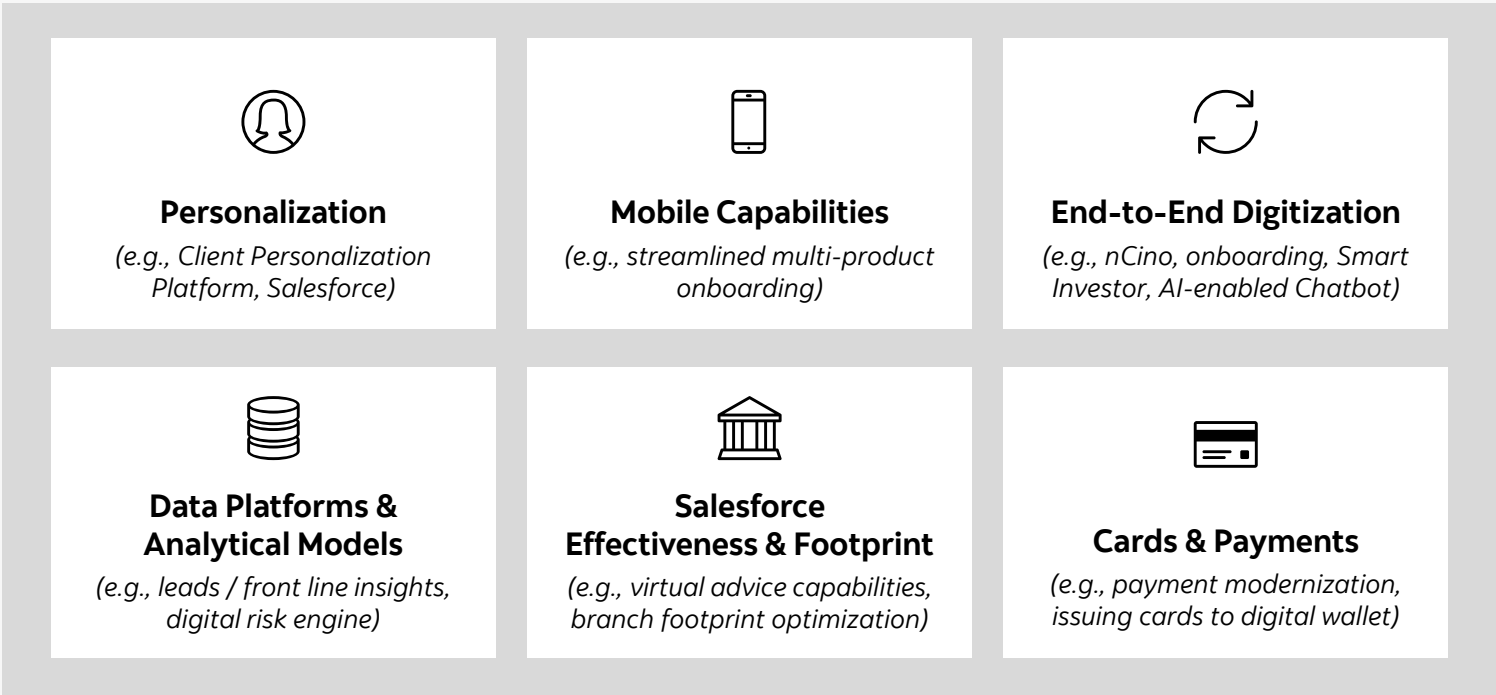 Personalization
(e.g., Client Personalization
Platform, Salesforce)
Mobile Capabilities
(e.g., streamlined multi-product
onboarding)
End-to-End Digitization
(e.g., nCino, onboarding, Smart
Investor, AI-enabled Chatbot)
Data Platforms &
Analytical Models
(e.g., leads / front line insights,
digital risk engine)
Salesforce
Effectiveness & Footprint
(e.g., virtual advice capabilities,
branch footprint optimization)
Cards & Payments
(e.g., payment modernization,
issuing cards to digital wallet)